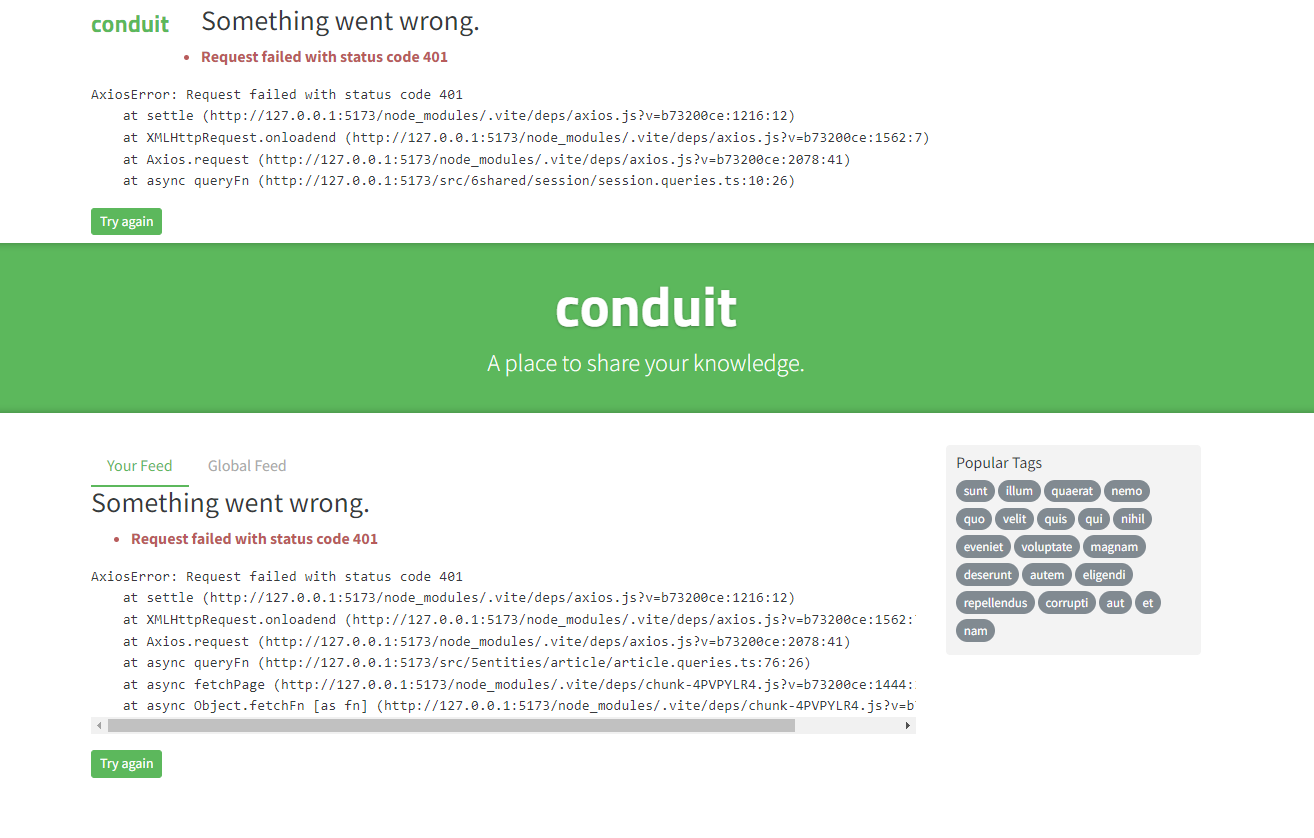 conduit
Something went wrong.
Request failed with status code 401
AxiosError: Request failed with status code 401
at settle (http://127.0.0.1:5173/node_modules/.vite/deps/axios.js?v=b73200ce:1216:12)
at XMLHttpRequest.onloadend (http://127.0.0.1:5173/node_modules/.vite/deps/axios.js?v=b73200ce:1562:7)
at Axios.request (http://127.0.0.1:5173/node_modules/.vite/deps/axios.js?v=b73200ce:2078:41)
at async queryFn (http://127.0.0.1:5173/src/6shared/session/session.queries.ts:10:26)
Try again
conduit
A place to share your knowledge.
Your Feed Global Feed
Something went wrong.
Request failed with status code 401
AxiosError: Request failed with status code 401
at settle (http://127.0.0.1:5173/node_modules/.vite/deps/axios.js?v=b73200ce:1216:12)
at XMLHttpRequest.onloadend (http://127.0.0.1:5173/node_modules/.vite/deps/axios.js?v=b73200ce:1562:
at Axios.request (http://127.0.0.1:5173/node_modules/.vite/deps/axios.js?v=b73200ce:2078:41)
at async queryFn (http://127.0.0.1:5173/src/5entities/article/article.queries.ts:76:26)
at async fetchPage (http://127.0.0.1:5173/node_modules/.vite/deps/chunk-4PVPYLR4.js?v=b73200ce:1444:
at async Object.fetchFn [as fn] (http://127.0.0.1:5173/node_modules/.vite/deps/chunk-4PVPYLR4.js?v=b
Try again
Popular Tags
sunt illum quaerat nemo
quo velit quis qui nihil
eveniet voluptate magnam
deserunt autem eligendi
repellendus corrupti aut et
nam